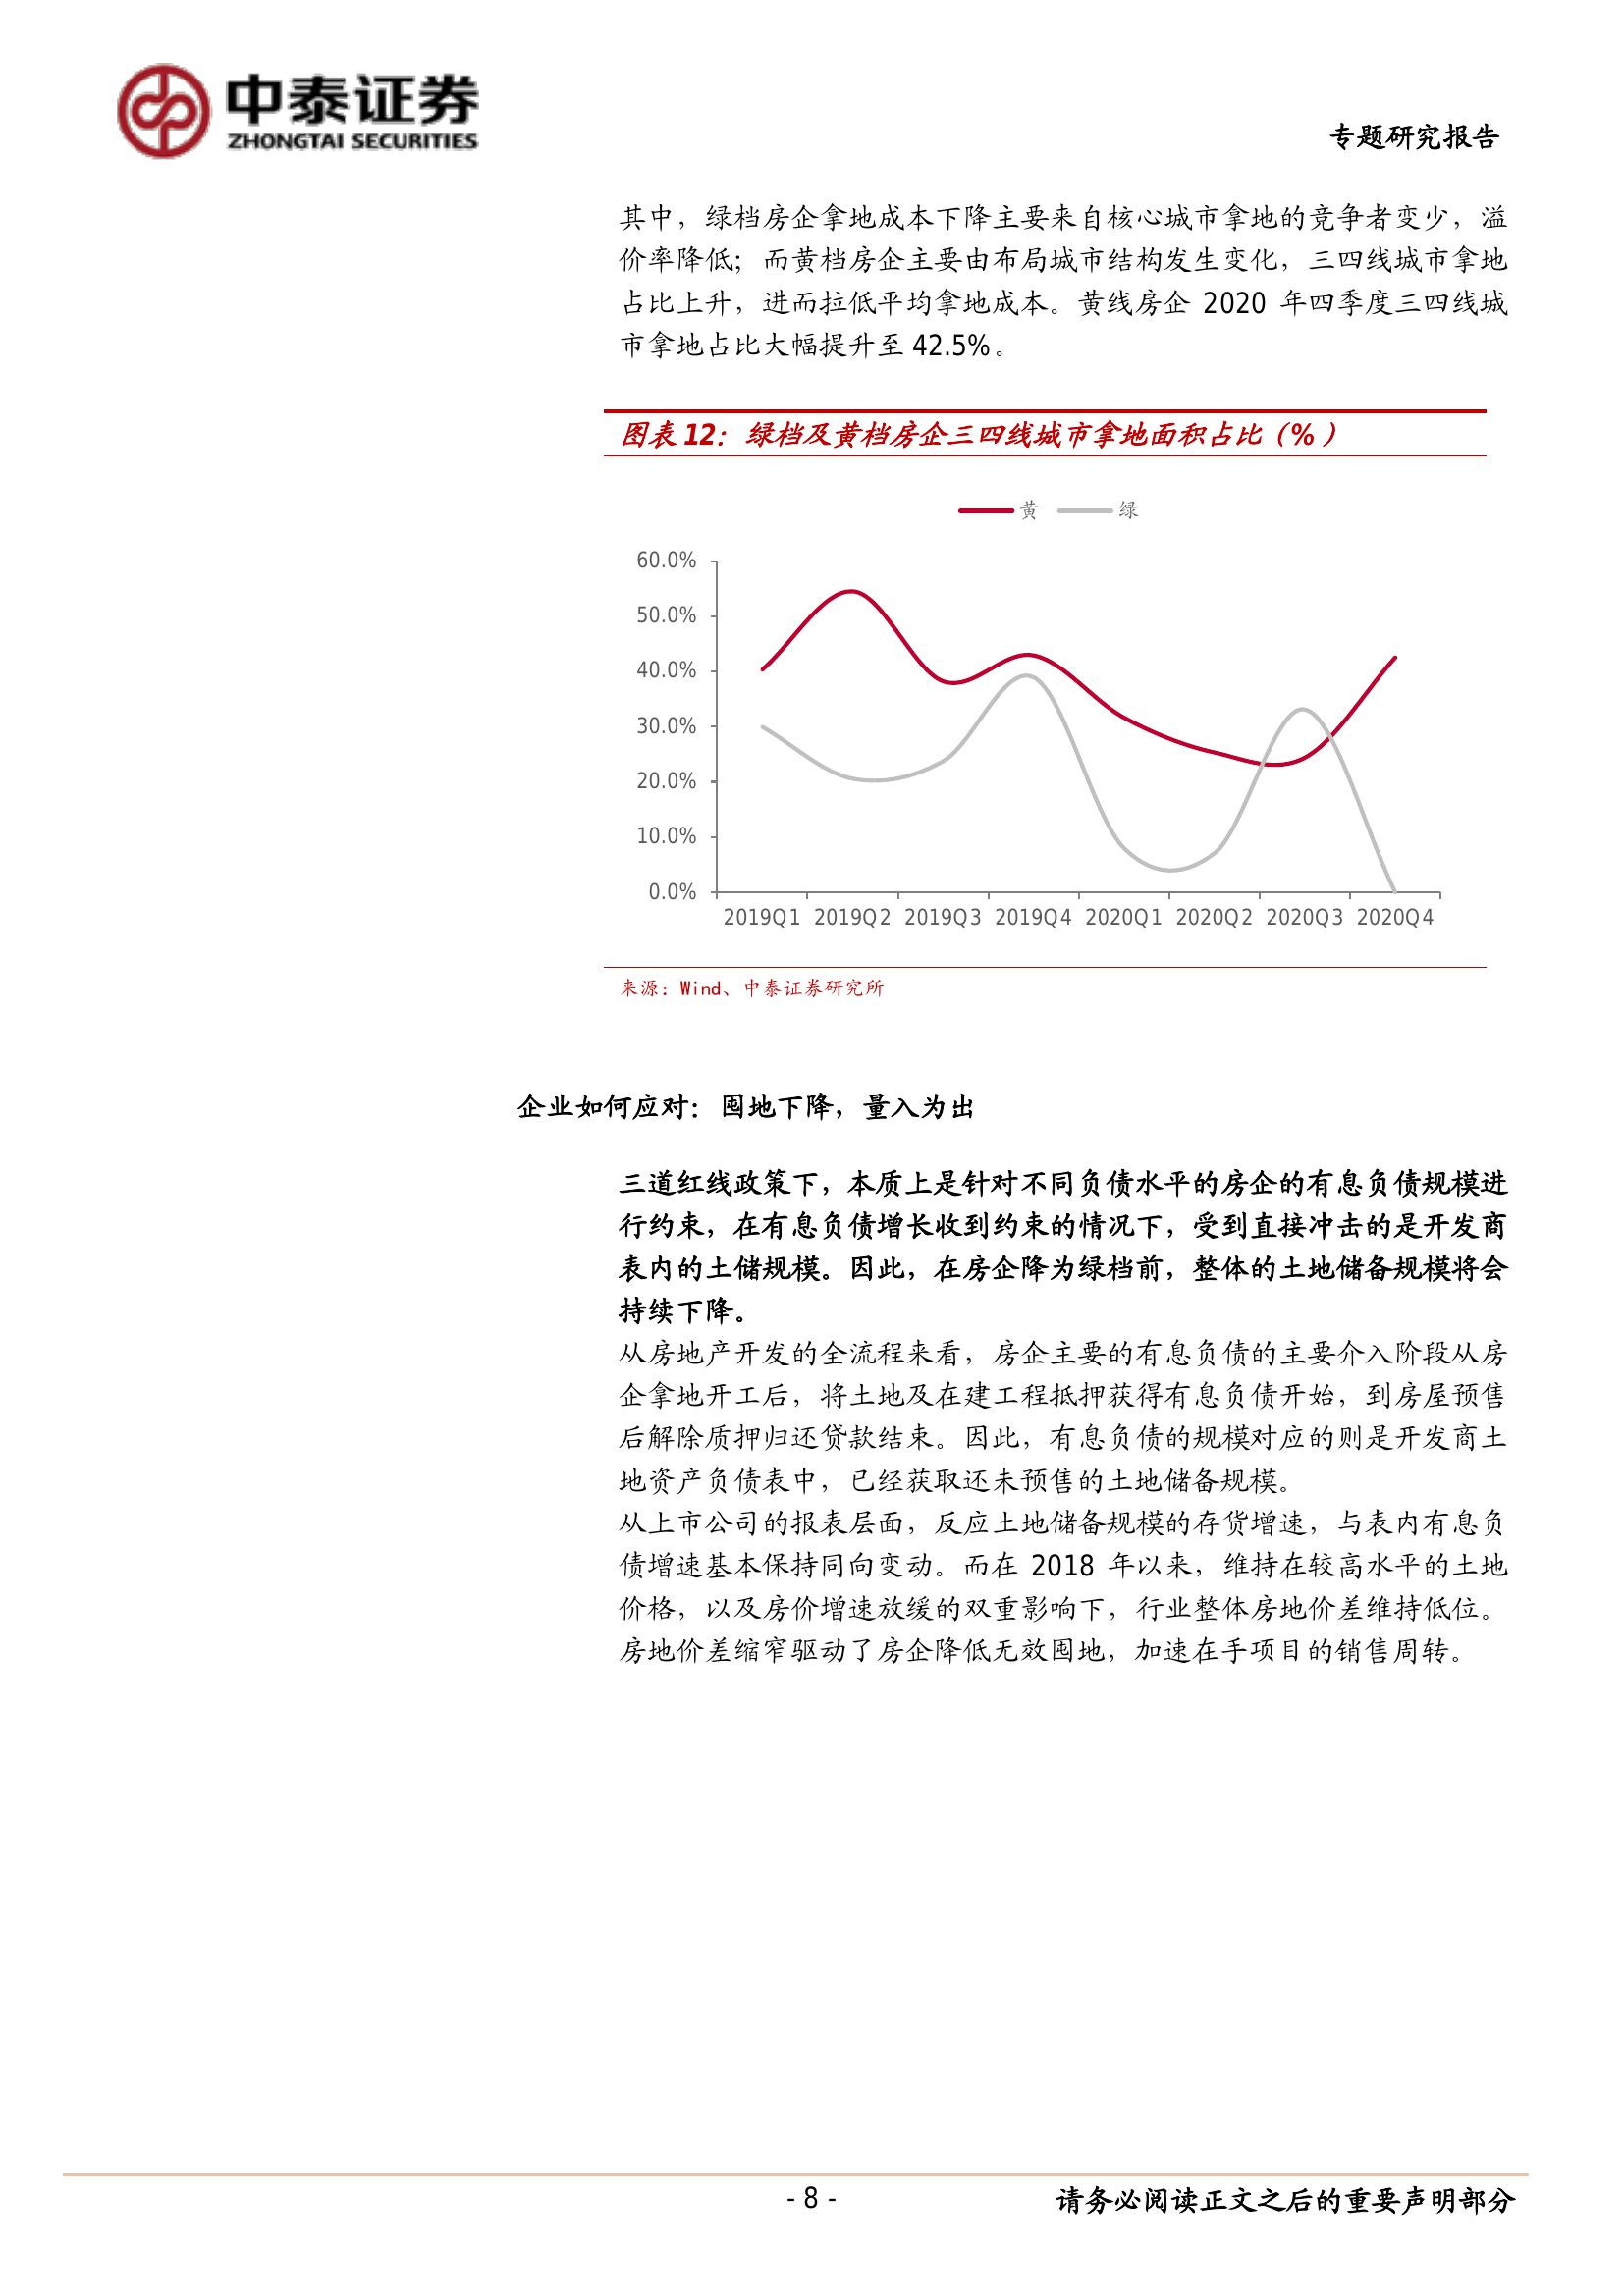 中泰证券
ZHONGTAI SECURITIES
专题研究报告
其中，绿档房企拿地成本下降主要来自核心城市拿地的竞争者变少，溢
价率降低；而黄档房企主要由布局城市结构发生变化，三四线城市拿地
占比上升，进而拉低平均拿地成本。黄线房企 2020 年四季度三四线城
市拿地占比大幅提升至 42.5%。
图表 12：绿档及黄档房企三四线城市拿地面积占比（%）
黄 绿
60.0%
50.0%
40.0%
30.0%
20.0%
10.0%
0.0%
2019Q1 2019Q2 2019Q3 2019Q4 2020Q1 2020Q2 2020Q3 2020Q4
来源：Wind、中泰证券研究所
企业如何应对：囤地下降，量入为出
三道红线政策下，本质上是针对不同负债水平的房企的有息负债规模进
行约束，在有息负债增长收到约束的情况下，受到直接冲击的是开发商
表内的土储规模。因此，在房企降为绿档前，整体的土地储备规模将会
持续下降。
从房地产开发的全流程来看，房企主要的有息负债的主要介入阶段从房
企拿地开工后，将土地及在建工程抵押获得有息负债开始，到房屋预售
后解除质押归还贷款结束。因此，有息负债的规模对应的则是开发商土
地资产负债表中，已经获取还未预售的土地储备规模。
从上市公司的报表层面，反应土地储备规模的存货增速，与表内有息负
债增速基本保持同向变动。而在 2018 年以来，维持在较高水平的土地
价格，以及房价增速放缓的双重影响下，行业整体房地价差维持低位。
房地价差缩窄驱动了房企降低无效囤地，加速在手项目的销售周转。
- 8 -
请务必阅读正文之后的重要声明部分